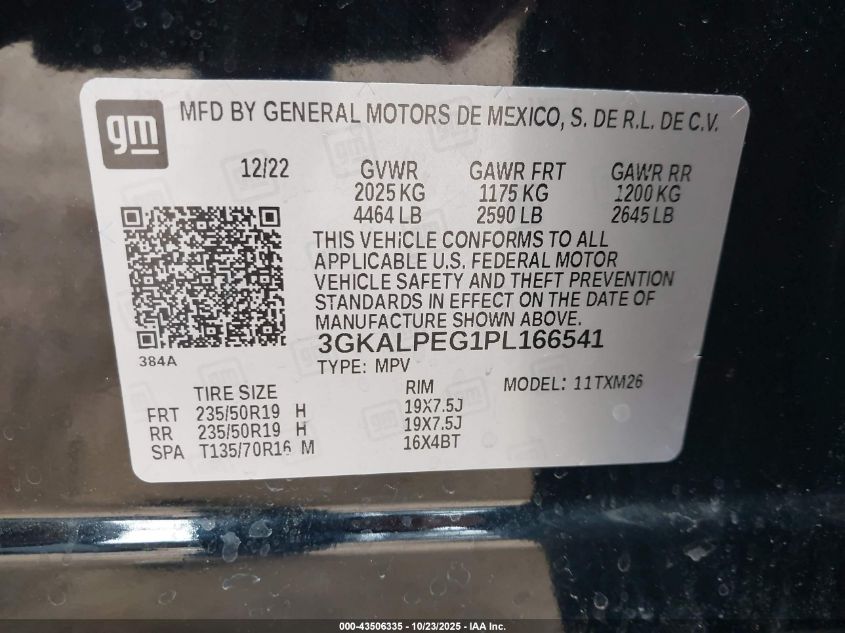 gm
MFD BY GENERAL MOTORS DE MEXICO, S. DE R.L. DE C.V.
12/22 GVWR GAWR FRT GAWR RR
2025 KG 1175 KG 1200 KG
4464 LB 2590 LB 2645 LB
THIS VEHICLE CONFORMS TO ALL
APPLICABLE U.S. FEDERAL MOTOR
VEHICLE SAFETY AND THEFT PREVENTION
STANDARDS IN EFFECT ON THE DATE OF
MANUFACTURE SHOWN ABOVE.
3GKALPEG1PL166541
384A
TYPE: MPV
TIRE SIZE RIM MODEL: 11TXM26
FRT 235/50R19 H 19X7.5J
RR 235/50R19 H 19X7.5J
SPA T135/70R16 M 16X4BT
000-43506335 - 10/23/2025 - IAA Inc.